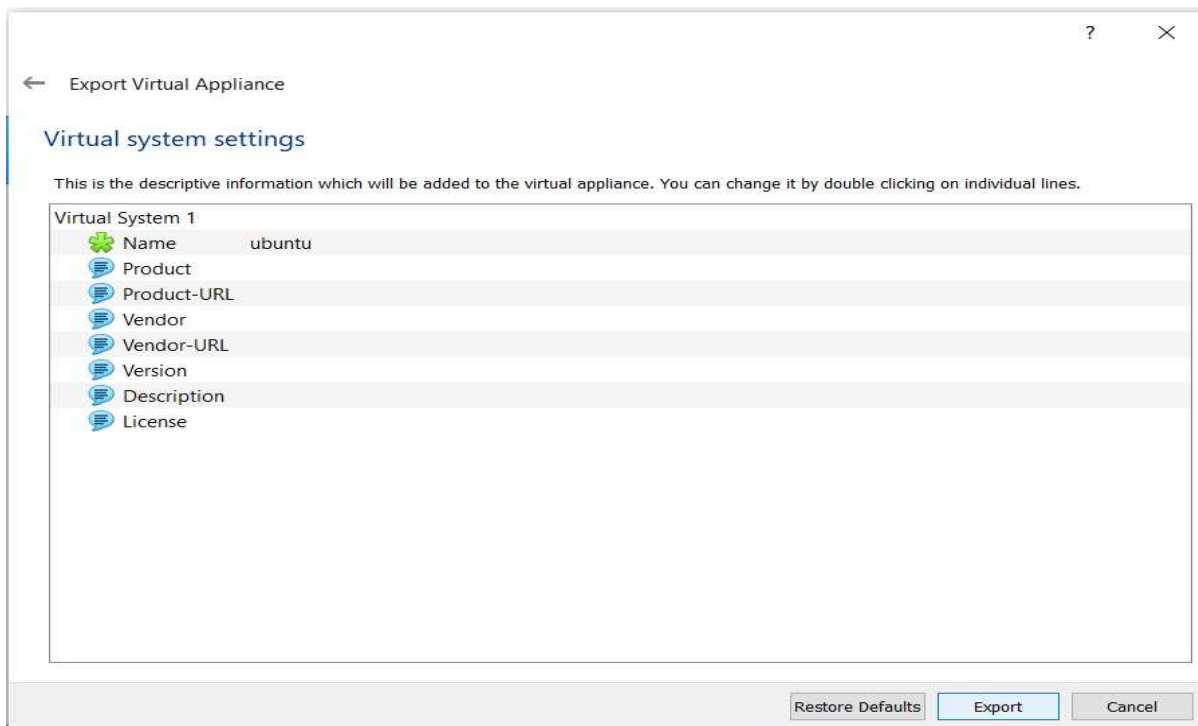 ?
← Export Virtual Appliance
Virtual system settings
This is the descriptive information which will be added to the virtual appliance. You can change it by double clicking on individual lines.
Virtual System 1
Name ubuntu
Product
Product-URL
Vendor
Vendor-URL
Version
Description
License
Restore Defaults Export Cancel